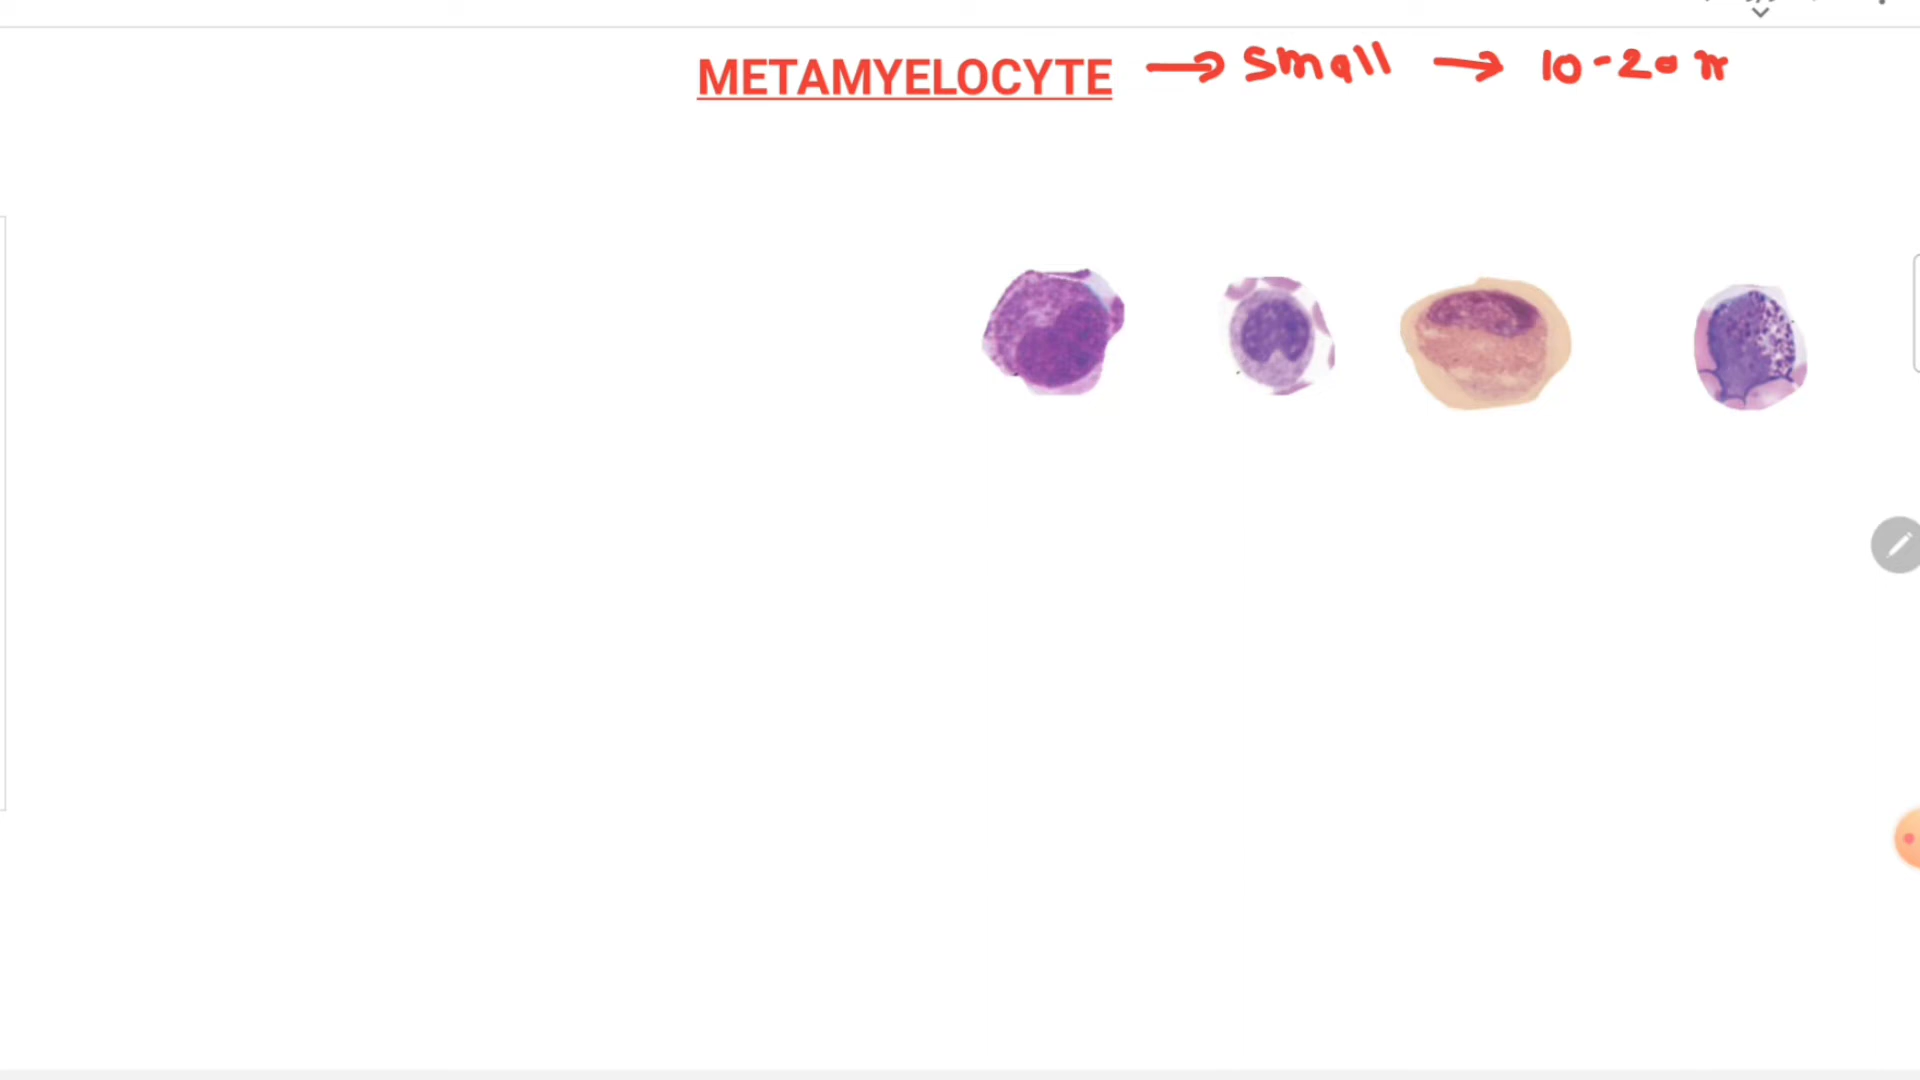 METAMYELOCYTE → Small → 10-20